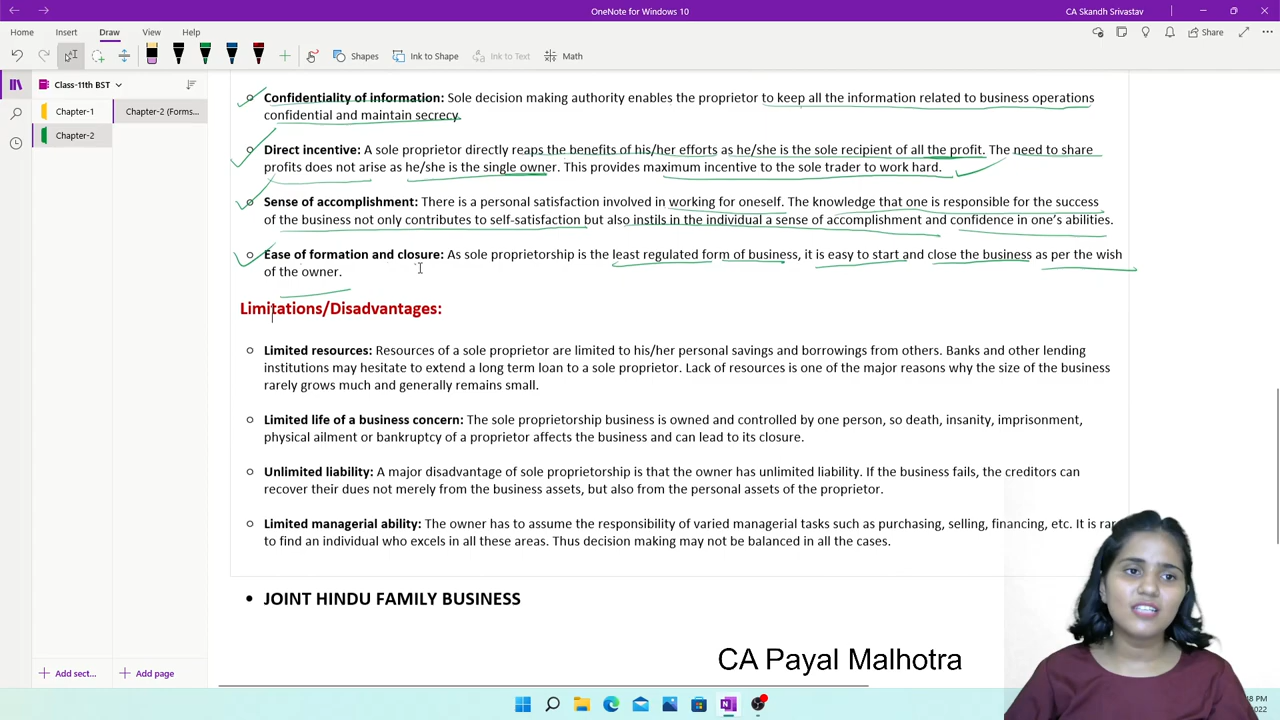 OneNote for Windows 10
CA Skandh Srivastav
Home
Insert
Draw
View
Help
Share
Shapes
Ink to Shape
Ink to Text
Math
Class-11th BST
Chapter-1
Chapter-2
Chapter-2 (Forms...
Confidentiality of information: Sole decision making authority enables the proprietor to keep all the information related to business operations
confidential and maintain secrecy.
Direct incentive: A sole proprietor directly reaps the benefits of his/her efforts as he/she is the sole recipient of all the profit. The need to share
profits does not arise as he/she is the single owner. This provides maximum incentive to the sole trader to work hard.
Sense of accomplishment: There is a personal satisfaction involved in working for oneself. The knowledge that one is responsible for the success
of the business not only contributes to self-satisfaction but also instils in the individual a sense of accomplishment and confidence in one's abilities.
Ease of formation and closure: As sole proprietorship is the least regulated form of business, it is easy to start and close the business as per the wish
of the owner.
Limitations/Disadvantages:
Limited resources: Resources of a sole proprietor are limited to his/her personal savings and borrowings from others. Banks and other lending
institutions may hesitate to extend a long term loan to a sole proprietor. Lack of resources is one of the major reasons why the size of the business
rarely grows much and generally remains small.
Limited life of a business concern: The sole proprietorship business is owned and controlled by one person, so death, insanity, imprisonment,
physical ailment or bankruptcy of a proprietor affects the business and can lead to its closure.
Unlimited liability: A major disadvantage of sole proprietorship is that the owner has unlimited liability. If the business fails, the creditors can
recover their dues not merely from the business assets, but also from the personal assets of the proprietor.
Limited managerial ability: The owner has to assume the responsibility of varied managerial tasks such as purchasing, selling, financing, etc. It is
to find an individual who excels in all these areas. Thus decision making may not be balanced in all the cases.
• JOINT HINDU FAMILY BUSINESS
CA Payal Malhotra
Add sect...
Add page